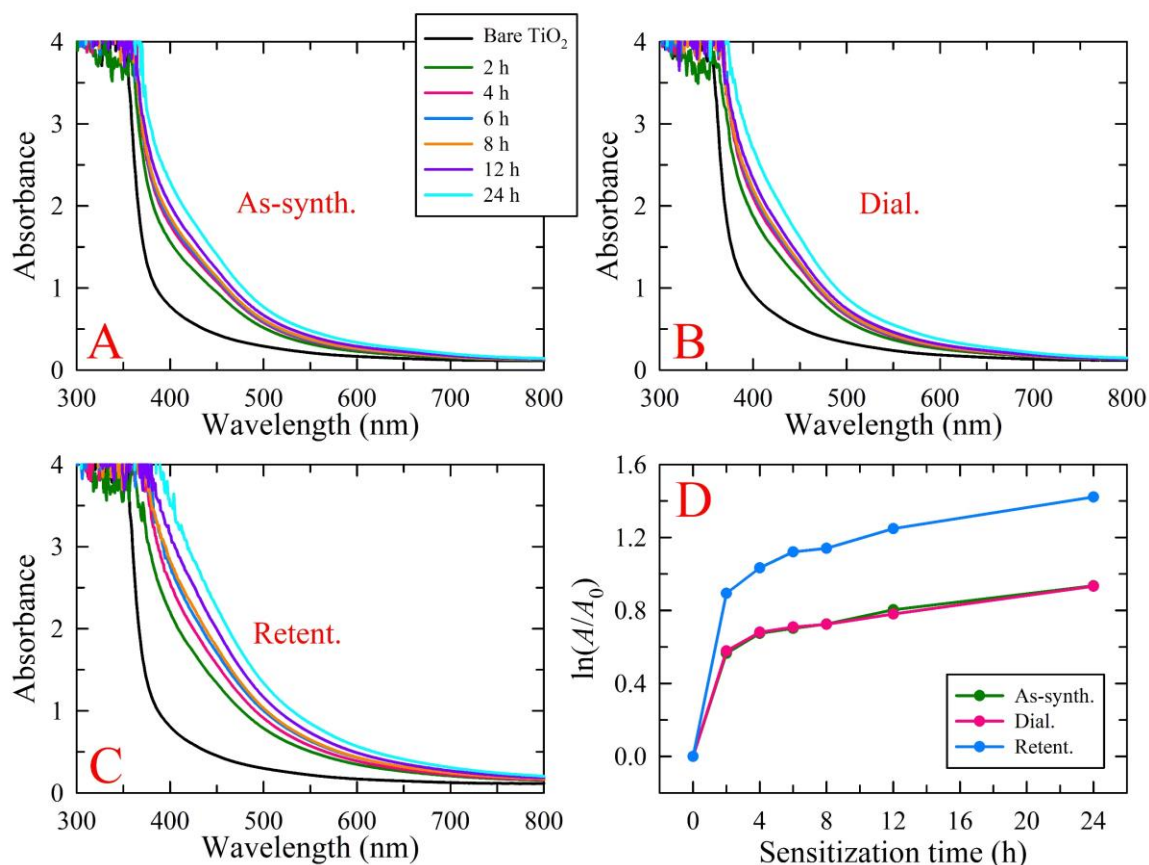 4
3
2
1
0
Absorbance
As-synth.
A
300 400 500 600 700 800
Wavelength (nm)
Bare TiO₂
2 h
4 h
6 h
8 h
12 h
24 h
4
3
2
1
0
Absorbance
Dial.
B
300 400 500 600 700 800
Wavelength (nm)
4
3
2
1
0
Absorbance
Retent.
C
300 400 500 600 700 800
Wavelength (nm)
1.6
1.2
0.8
0.4
0.0
ln(A/A₀)
D
As-synth.
Dial.
Retent.
0 4 8 12 16 20 24
Sensitization time (h)